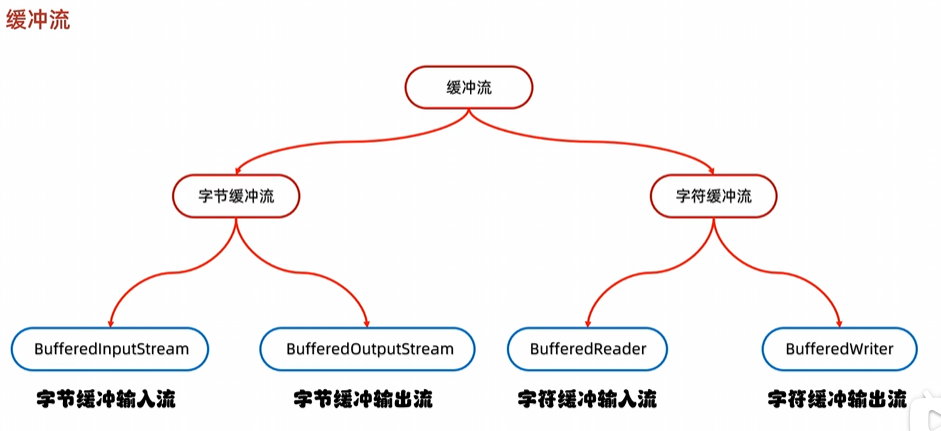 缓冲流
缓冲流
字节缓冲流
字符缓冲流
BufferedInputStream
BufferedOutputStream
BufferedReader
BufferedWriter
字节缓冲输入流
字节缓冲输出流
字符缓冲输入流
字符缓冲输出流